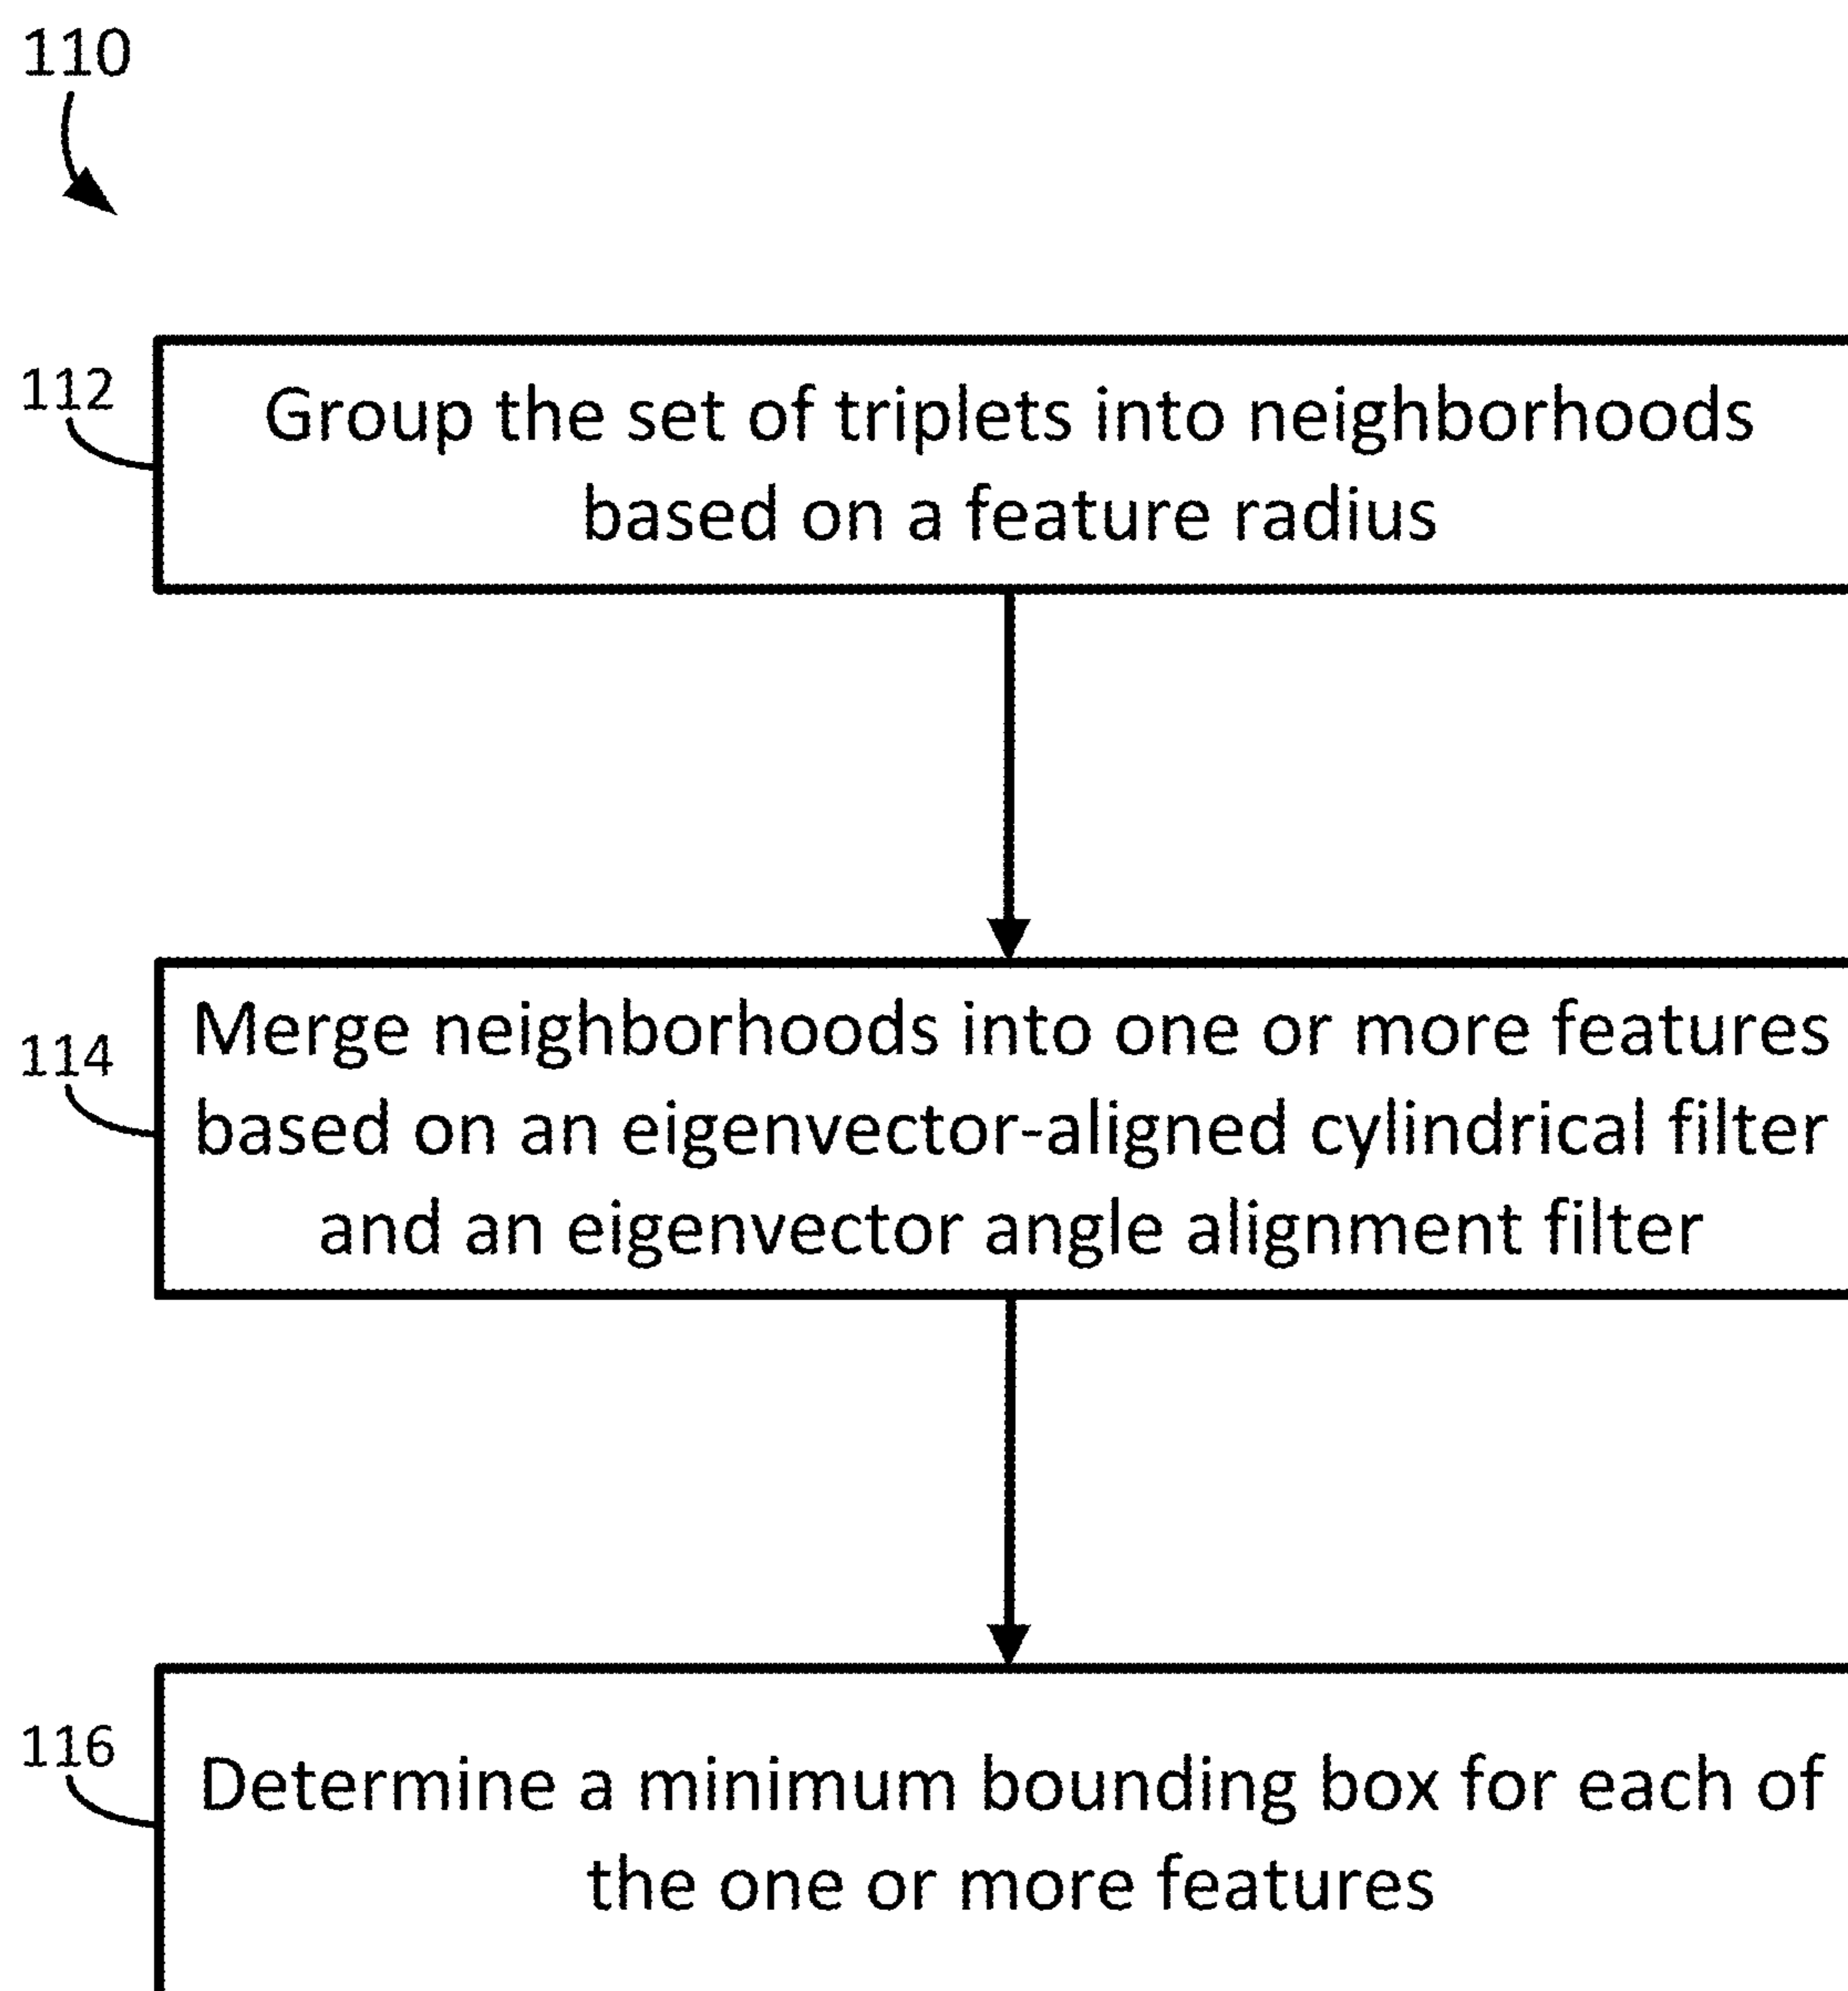 110
112
Group the set of triplets into neighborhoods
based on a feature radius
114
Merge neighborhoods into one or more features
based on an eigenvector-aligned cylindrical filter
and an eigenvector angle alignment filter
116
Determine a minimum bounding box for each of
the one or more features